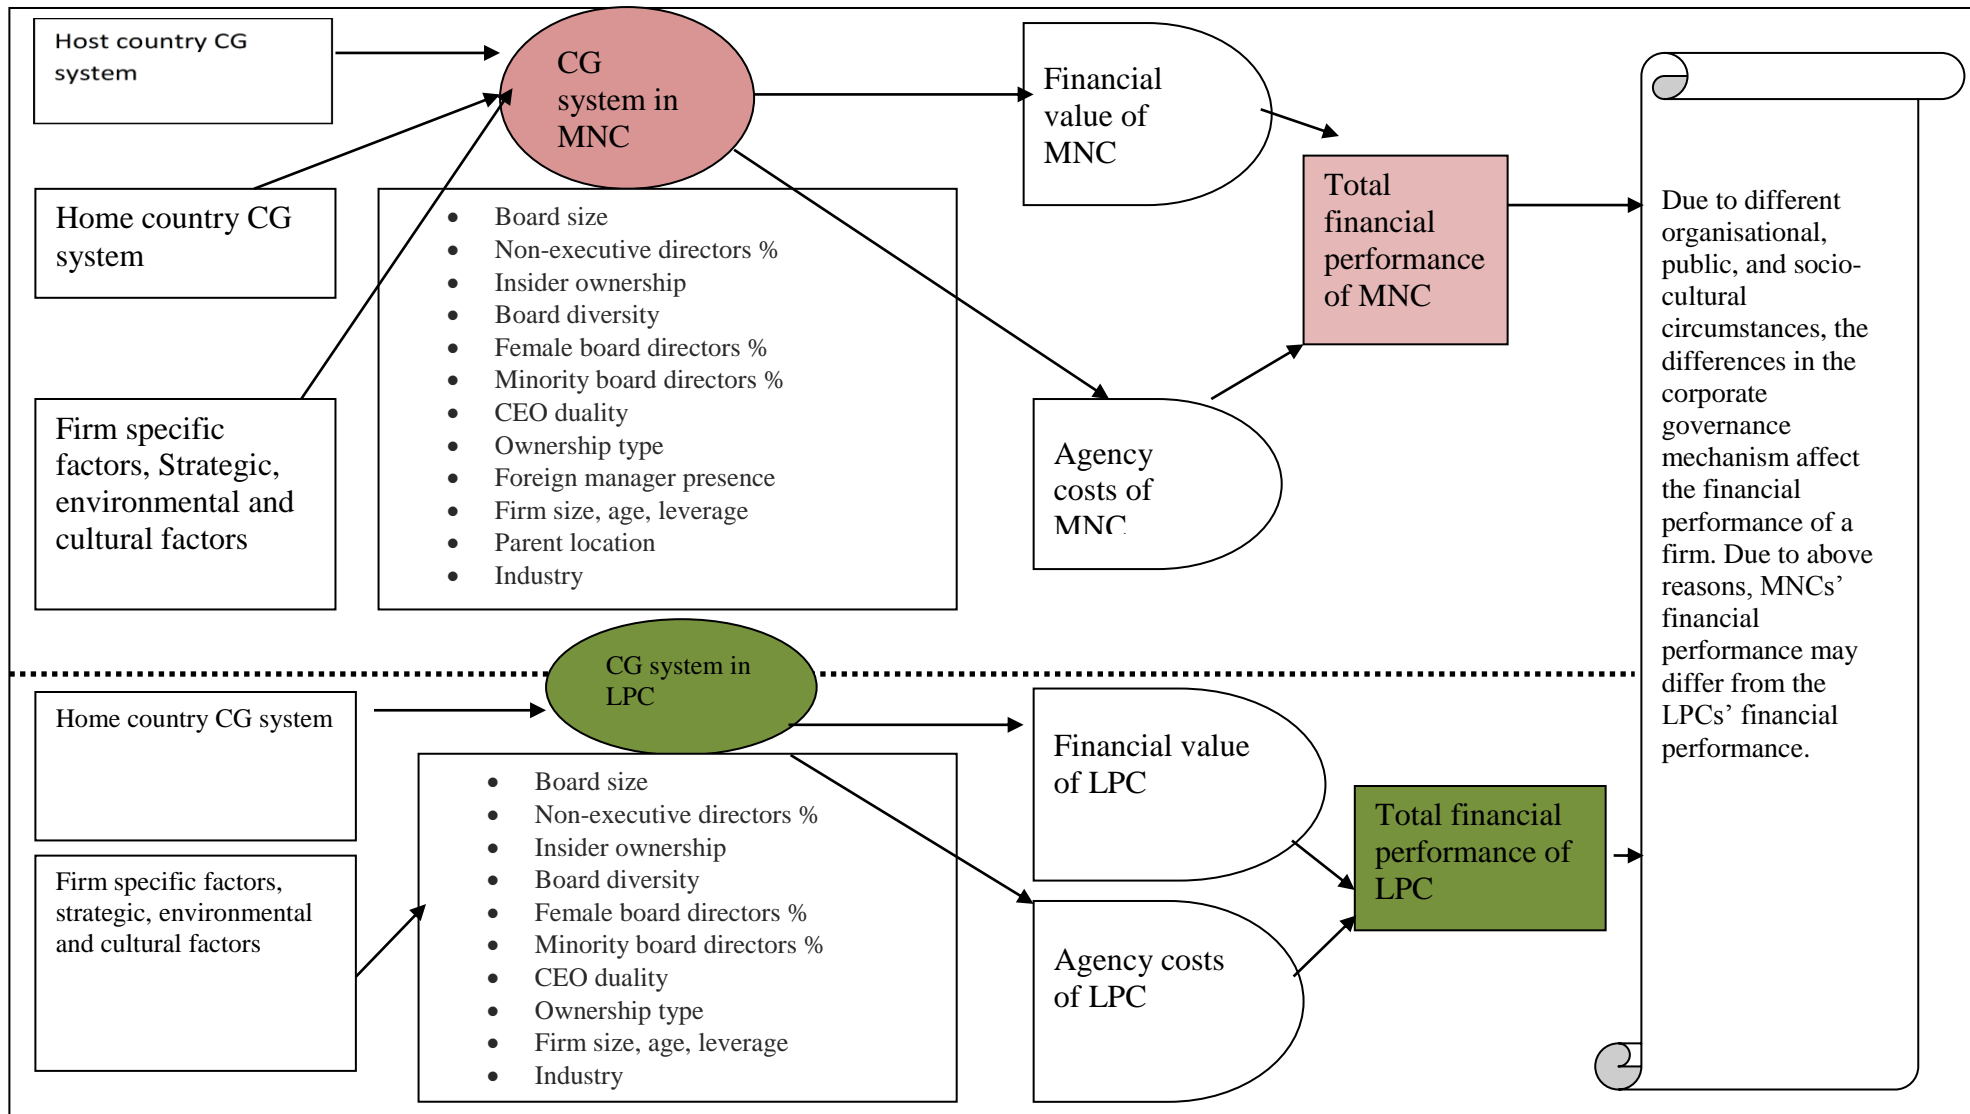 Host country CG
system
CG
system in
MNC
Financial
value of
MNC
Home country CG
system
Total
financial
performance
of MNC
• Board size
• Non-executive directors %
• Insider ownership
• Board diversity
• Female board directors %
• Minority board directors %
• CEO duality
• Ownership type
• Foreign manager presence
• Firm size, age, leverage
• Parent location
• Industry
Firm specific
factors, Strategic,
environmental and
cultural factors
Agency
costs of
MNC
Due to different
organisational,
public, and socio-
cultural
circumstances, the
differences in the
corporate
governance
mechanism affect
the financial
performance of a
firm. Due to above
reasons, MNCs’
financial
performance may
differ from the
LPCs’ financial
performance.
CG system in
LPC
Home country CG system
Financial value
of LPC
• Board size
• Non-executive directors %
• Insider ownership
• Board diversity
• Female board directors %
• Minority board directors %
• CEO duality
• Ownership type
• Firm size, age, leverage
• Industry
Total financial
performance of
LPC
Firm specific factors,
strategic, environmental
and cultural factors
Agency costs
of LPC